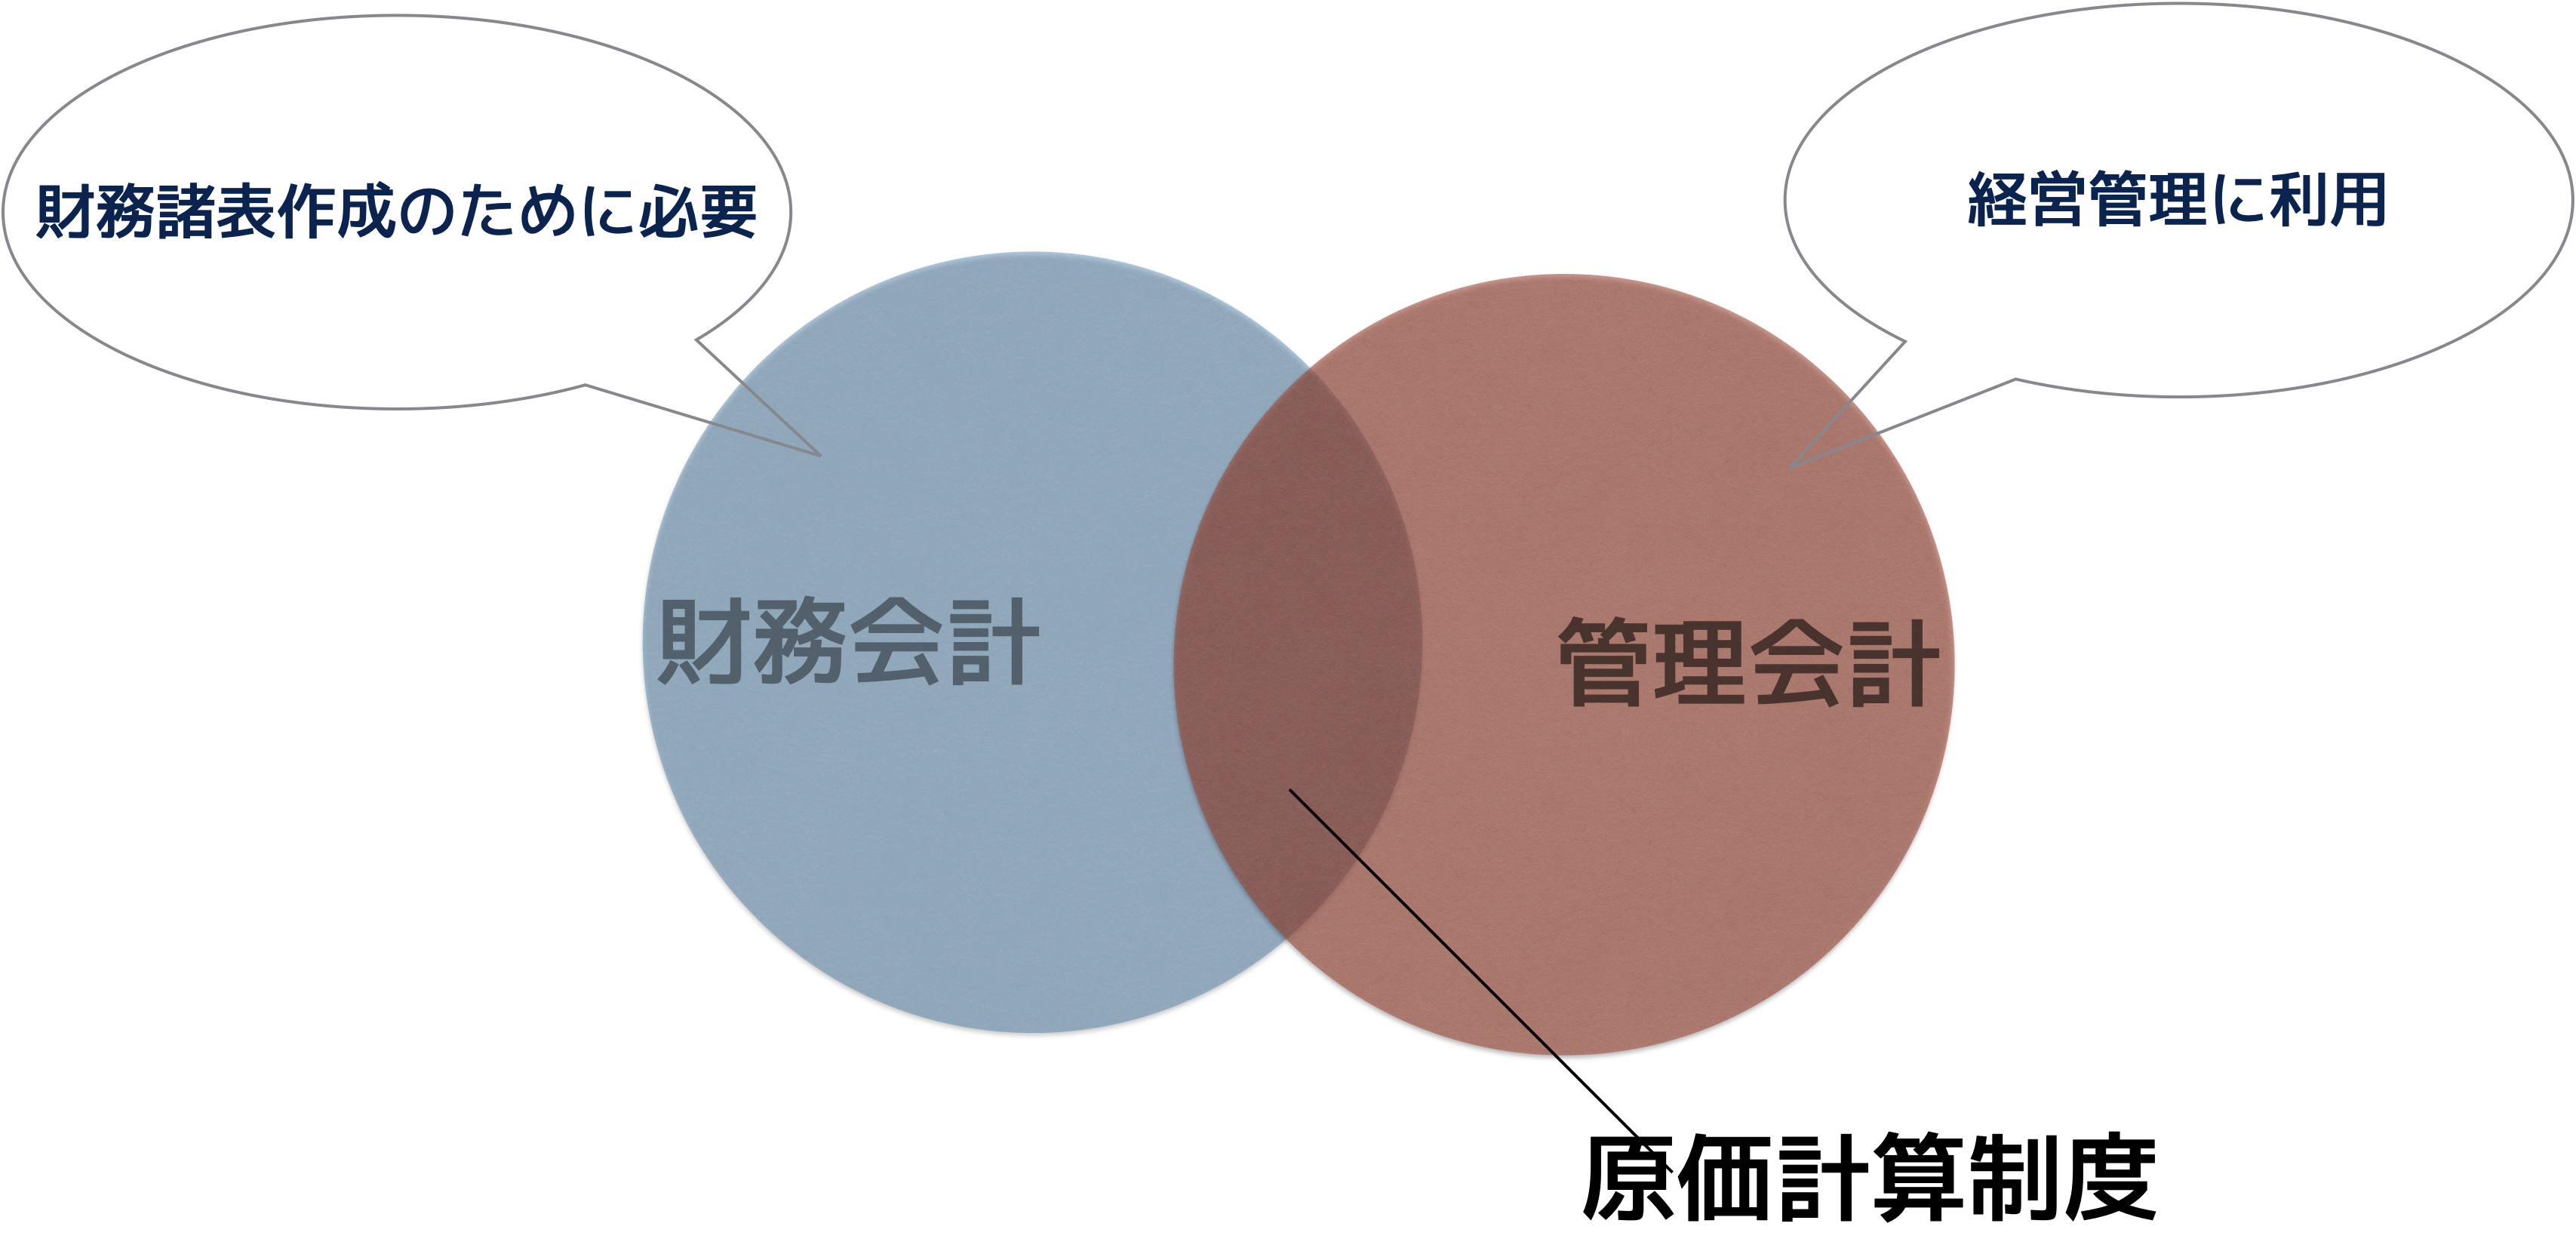 財務諸表作成のために必要
経営管理に利用
財務会計
管理会計
原価計算制度